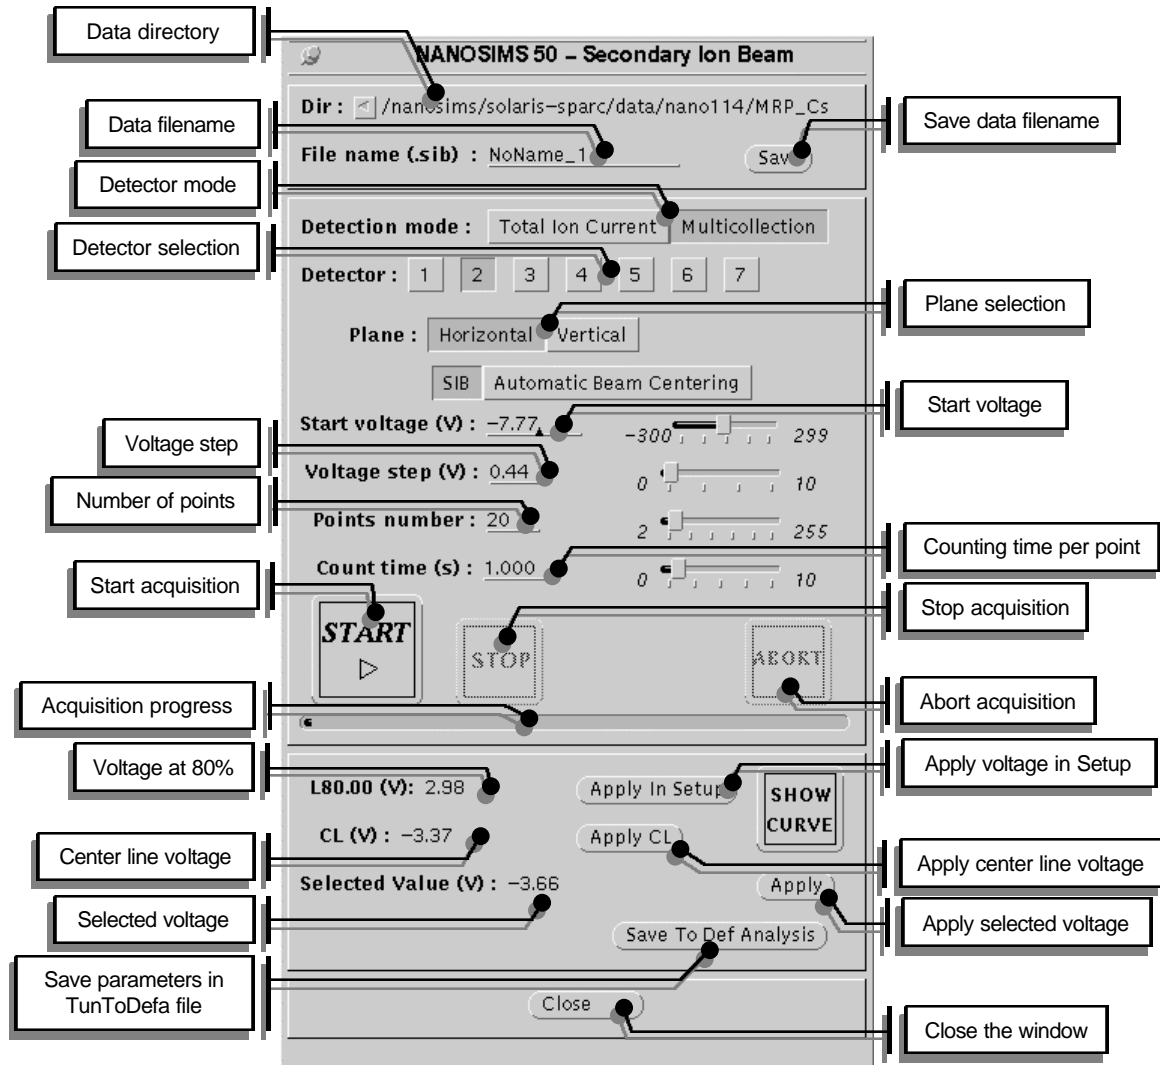 Data directory
NANOSIMS 50 – Secondary Ion Beam
Dir : /nanosims/solaris–sparc/data/nano114/MRP_Cs
Data filename
Save data filename
File name (.sib) : NoName_1
Save
Detector mode
Detection mode : Total Ion Current Multicollection
Detector selection
Detector : 1 2 3 4 5 6 7
Plane selection
Plane : Horizontal Vertical
SIB Automatic Beam Centering
Start voltage
Start voltage (V) : –7.77 –300 299
Voltage step
Voltage step (V) : 0.44 0 10
Number of points
Points number : 20 2 255
Counting time per point
Count time (s) : 1.000 0 10
Start acquisition
Stop acquisition
START
STOP
ABORT
Acquisition progress
Abort acquisition
Voltage at 80%
Apply voltage in Setup
L80.00 (V): 2.98 Apply In Setup
SHOW
CURVE
CL (V) : –3.37 Apply CL
Center line voltage
Apply center line voltage
Selected Value (V) : –3.66 Apply
Selected voltage
Apply selected voltage
Save To Def Analysis
Save parameters in
TunToDefa file
Close
Close the window